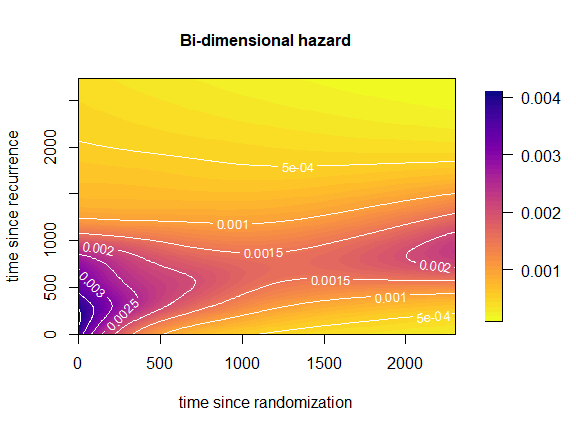 Bi-dimensional hazard
time since recurrence
2000
1000
500
0
5e-04
0.001
0.0015
0.002
0.003
0.0025
0.0015
0.002
0.001
5e-04
0 500 1000 1500 2000
time since randomization
0.004
0.003
0.002
0.001